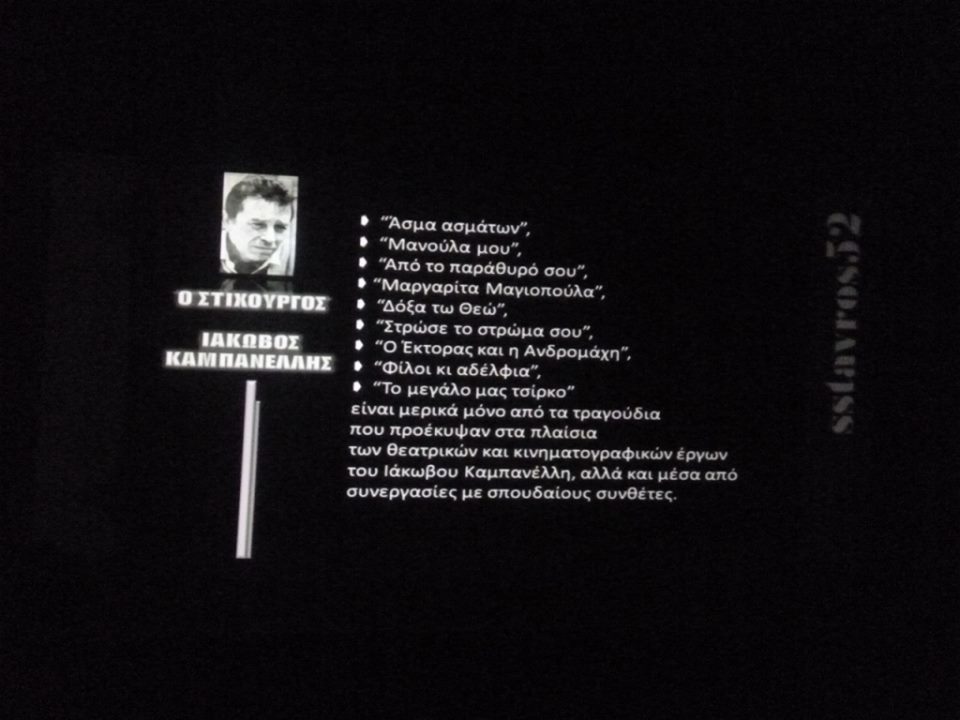 Ο ΣΤΙΧΟΥΡΓΟΣ
ΙΑΚΩΒΟΣ
ΚΑΜΠΑΝΕΛΛΗΣ
“Άσμα ασμάτων”,
“Μανούλα μου”,
“Από το παράθυρό σου”,
“Μαργαρίτα Μαγιοπούλα”,
“Δόξα τω Θεώ”,
“Στρώσε το στρώμα σου”,
“Ο Έκτορας και η Ανδρομάχη”,
“Φίλοι κι αδέλφια”,
“Το μεγάλο μας τσίρκο”
είναι μερικά μόνο από τα τραγούδια
που προέκυψαν στα πλαίσια
των θεατρικών και κινηματογραφικών έργων
του Ιάκωβου Καμπανέλλη, αλλά και μέσα από
συνεργασίες με σπουδαίους συνθέτες.
sstavros52